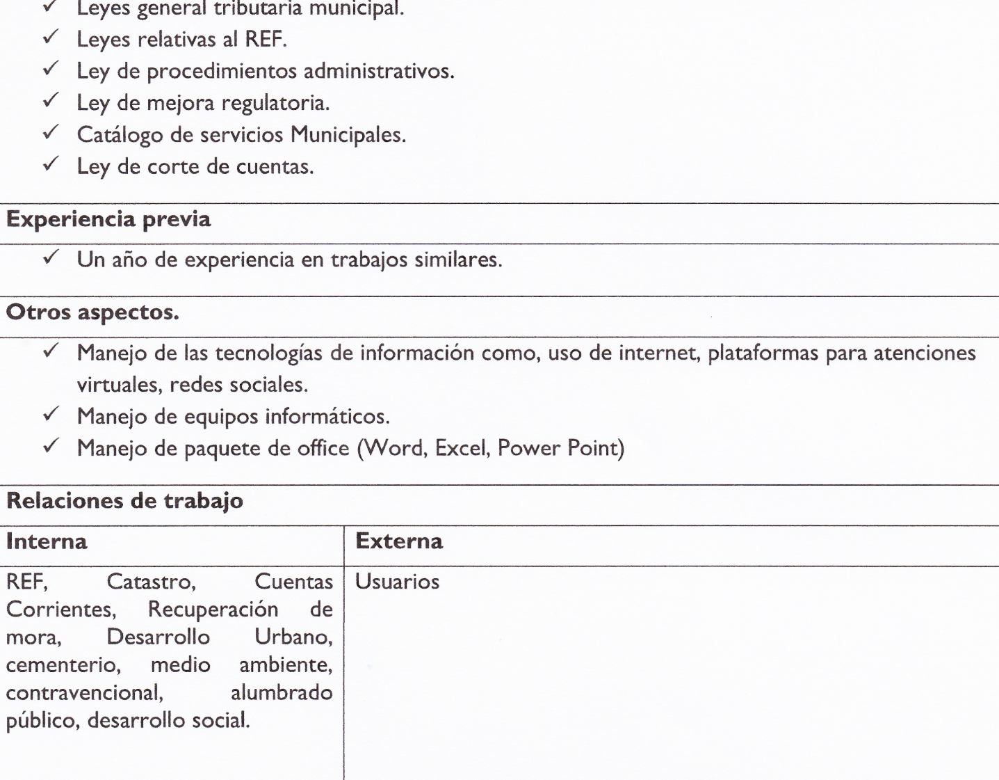 ✓ Leyes general tributaria municipal.
✓ Leyes relativas al REF.
✓ Ley de procedimientos administrativos.
✓ Ley de mejora regulatoria.
✓ Catálogo de servicios Municipales.
✓ Ley de corte de cuentas.
Experiencia previa
✓ Un año de experiencia en trabajos similares.
Otros aspectos.
✓ Manejo de las tecnologías de información como, uso de internet, plataformas para atenciones
virtuales, redes sociales.
✓ Manejo de equipos informáticos.
✓ Manejo de paquete de office (Word, Excel, Power Point)
Relaciones de trabajo
Interna
Externa
REF, Catastro, Cuentas
Corrientes, Recuperación de
mora, Desarrollo Urbano,
cementerio, medio ambiente,
contravencional, alumbrado
público, desarrollo social.
Usuarios